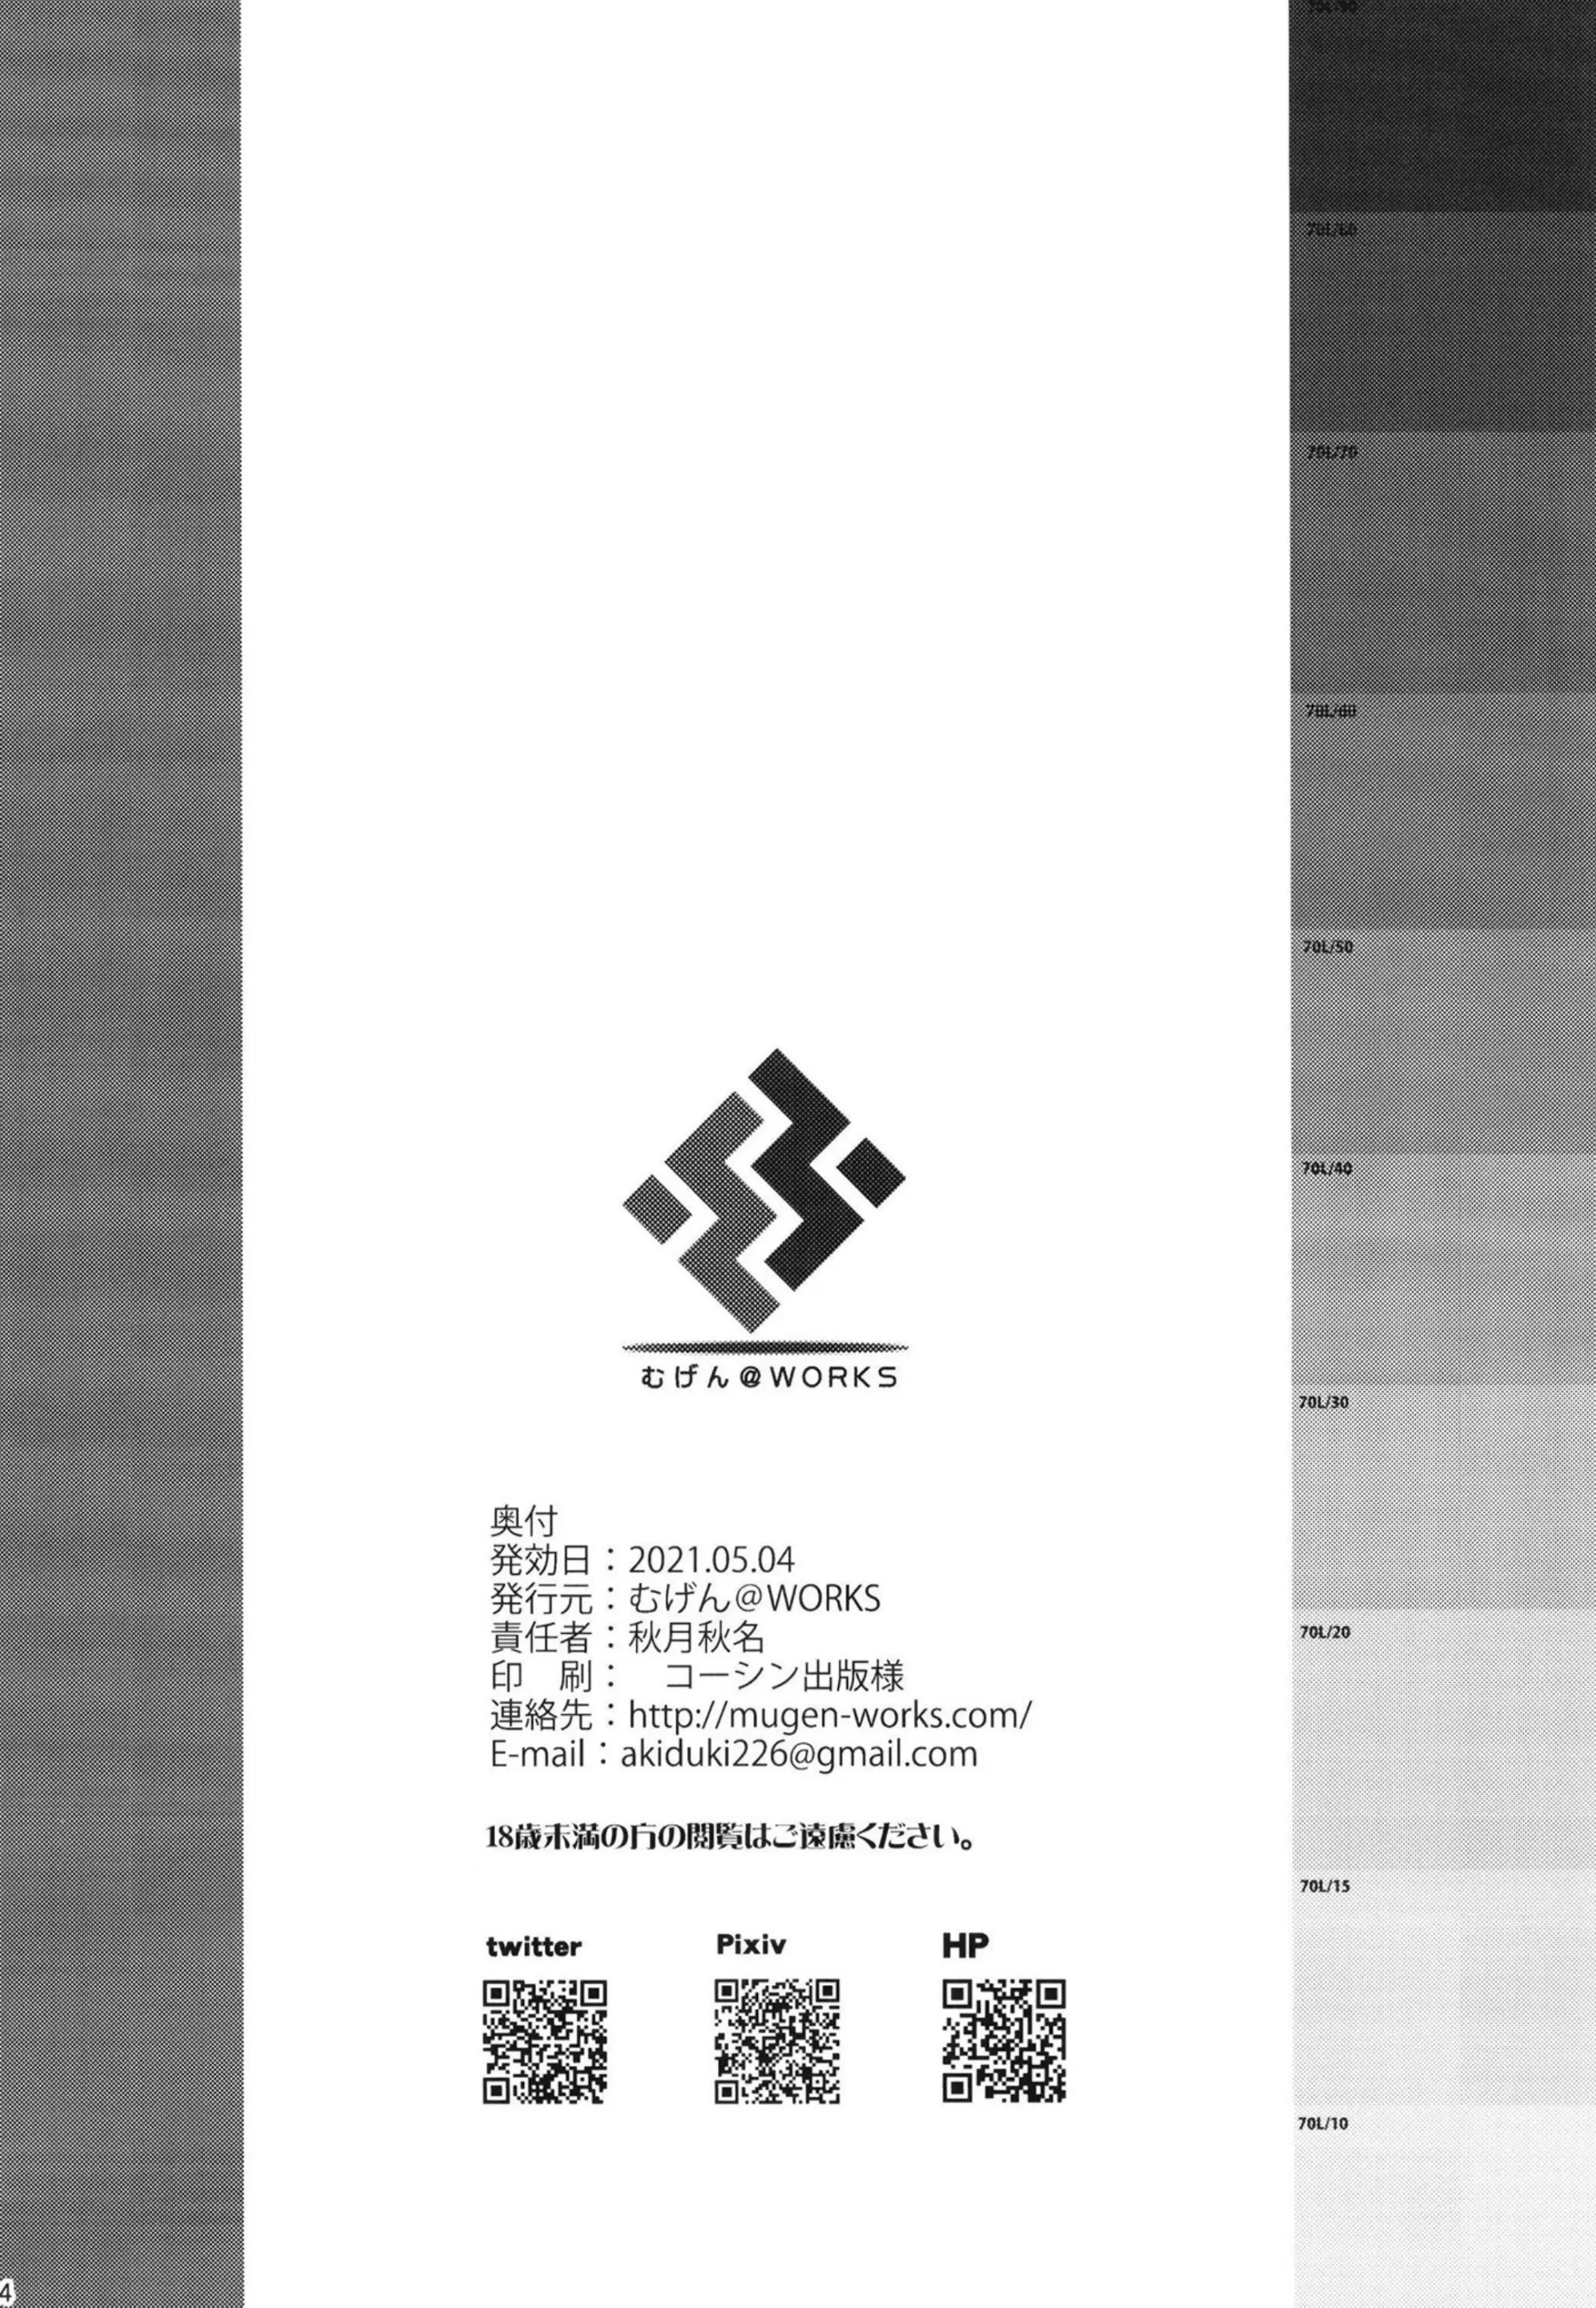 むげん@WORKS
奥付
発効日：2021.05.04
発行元：むげん@WORKS
責任者：秋月秋名
印　刷：　コーシン出版様
連絡先：http://mugen-works.com/
E-mail：akiduki226@gmail.com
18歳未満の方の閲覧はご遠慮ください。
twitter
Pixiv
HP
70L/90
70L/80
70L/70
70L/60
70L/50
70L/40
70L/30
70L/20
70L/15
70L/10
4